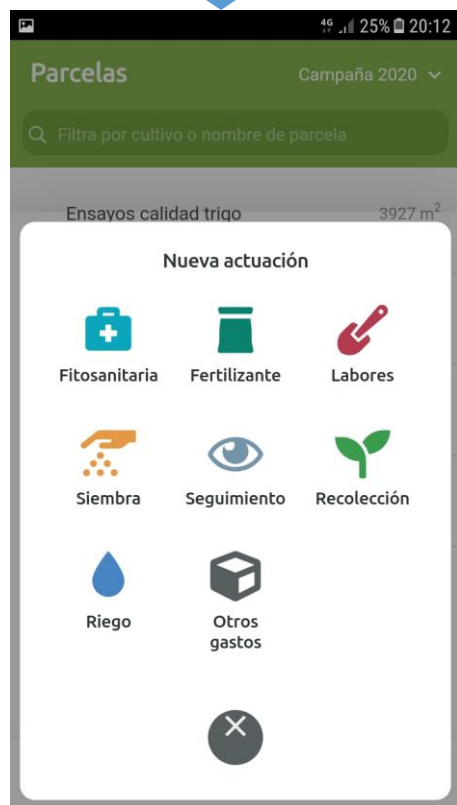 4G 25% 20:12
Parcelas Campaña 2020
Filtra por cultivo o nombre de parcela
Ensayos calidad trigo 3927 m²
Nueva actuación
Fitosanitaria Fertilizante Labores
Siembra Seguimiento Recolección
Riego Otros
gastos